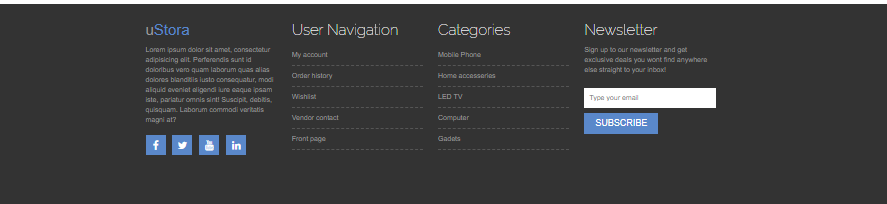 uStora
Lorem ipsum dolor sit amet, consectetur
adipisicing elit. Perferendis sunt id
doloribus vero quam laborum quas alias
dolores blanditiis iusto consequatur, modi
aliquid eveniet eligendi iure eaque ipsam
iste, pariatur omnis sint! Suscipit, debitis,
quisquam. Laborum commodi veritatis
magni at?
User Navigation
My account
Order history
Wishlist
Vendor contact
Front page
Categories
Mobile Phone
Home accesseries
LED TV
Computer
Gadets
Newsletter
Sign up to our newsletter and get
exclusive deals you wont find anywhere
else straight to your inbox!
Type your email
SUBSCRIBE